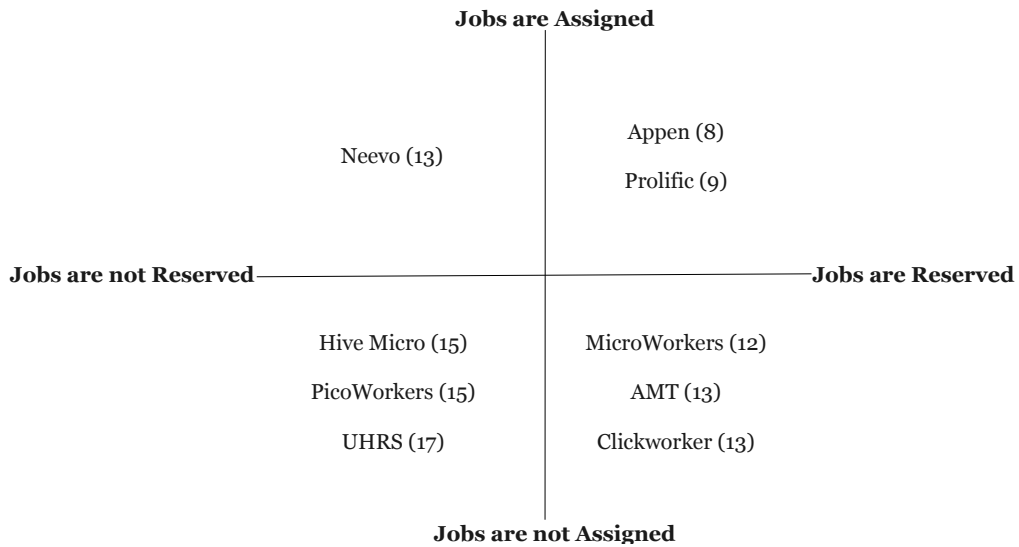 Jobs are Assigned
Appen (8)
Neevo (13)
Prolific (9)
Jobs are not Reserved
Jobs are Reserved
Hive Micro (15)
MicroWorkers (12)
PicoWorkers (15)
AMT (13)
UHRS (17)
Clickworker (13)
Jobs are not Assigned